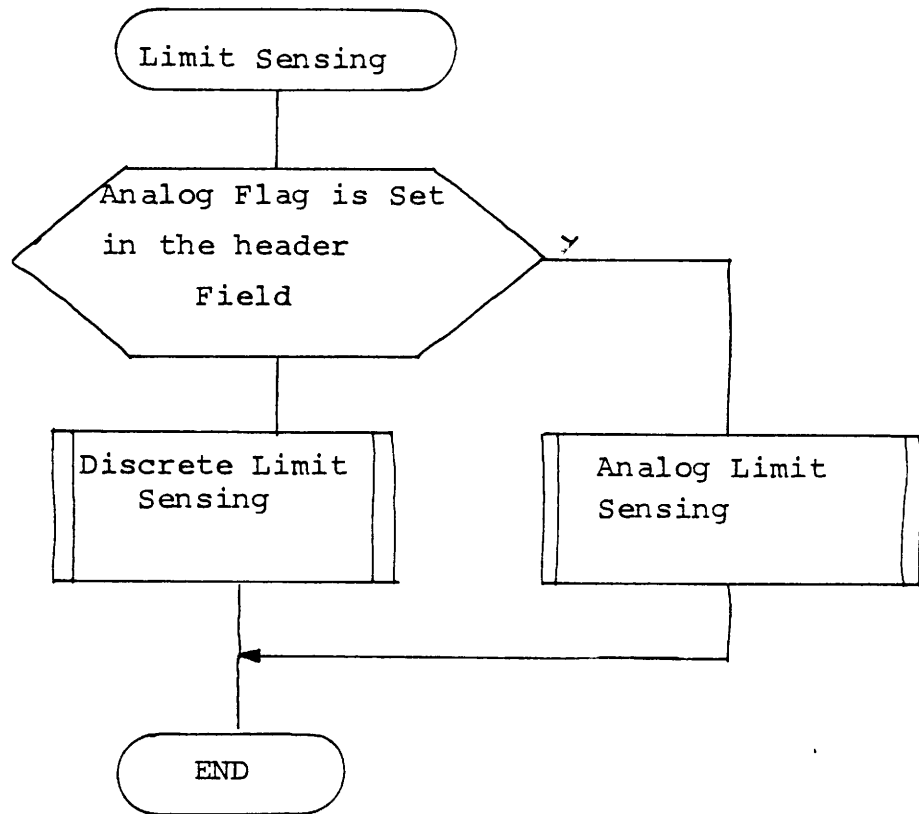 Limit Sensing
Analog Flag is Set
in the header
Field
Y
Discrete Limit
Sensing
Analog Limit
Sensing
END